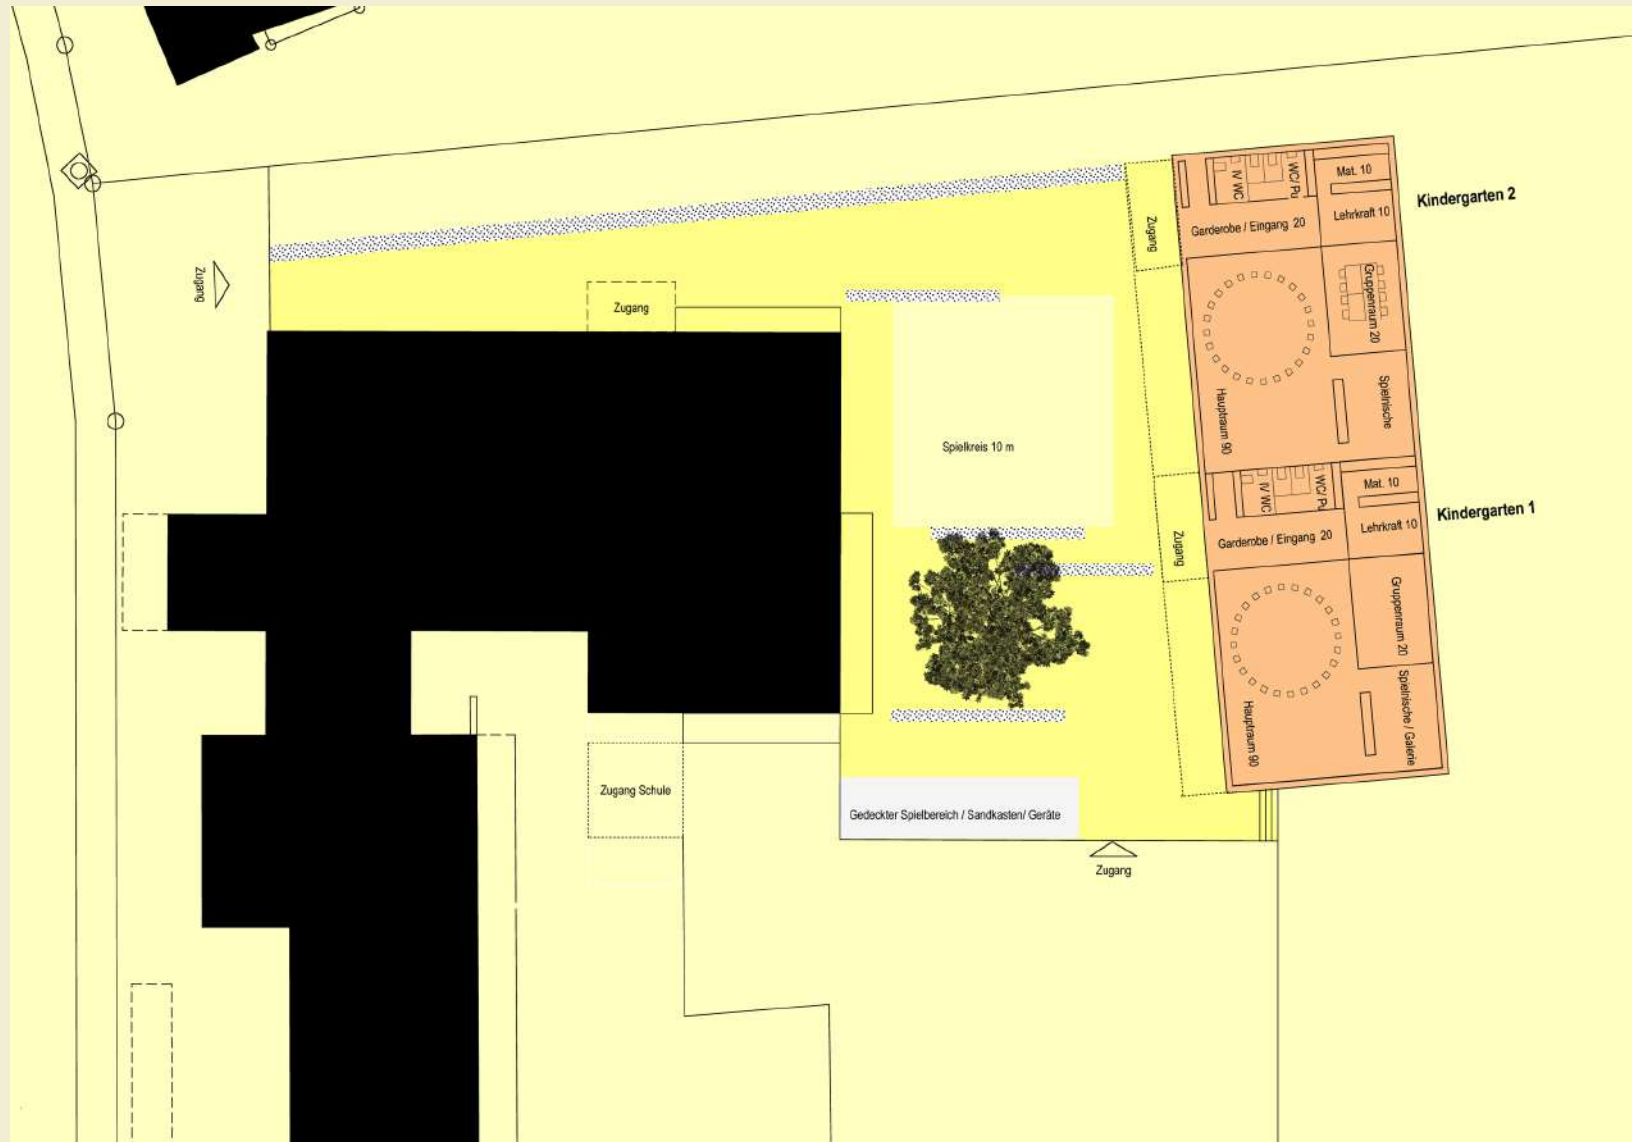 Kindergarten 2
Mat. 10
WC/ Pu
IV WC
Lehrkraft 10
Garderobe / Eingang 20
Zugang
Zugang
Gruppenraum 20
Zugang
Spielnische
Hauptraum 90
Spielkreis 10 m
Kindergarten 1
Mat. 10
WC/ Pu
IV WC
Lehrkraft 10
Garderobe / Eingang 20
Zugang
Gruppenraum 20
Spielnische / Galerie
Hauptraum 90
Zugang Schule
Gedeckter Spielbereich / Sandkasten/ Geräte
Zugang